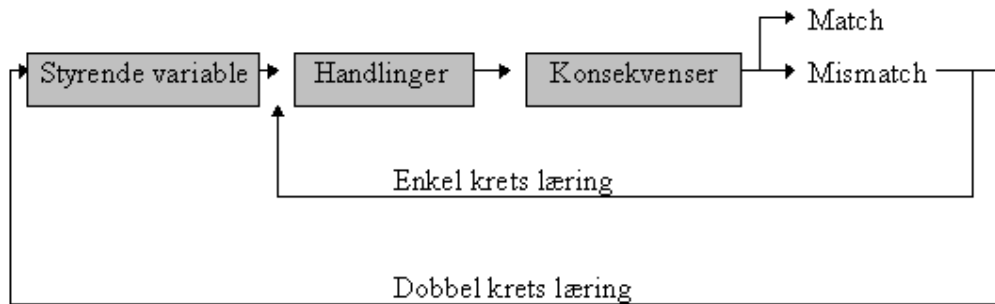 Match
Styrende variable
Handlinger
Konsekvenser
Mismatch
Enkel krets læring
Dobbel krets læring